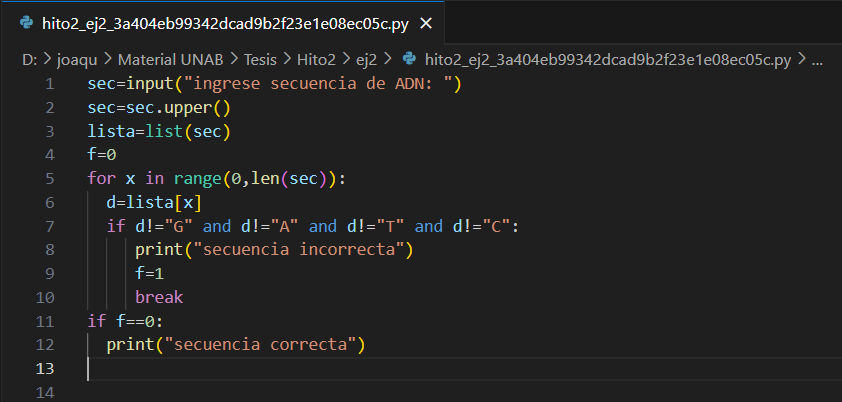 hito2_ej2_3a404eb99342dcad9b2f23e1e08ec05c.py ×
D: > joaqu > Material UNAB > Tesis > Hito2 > ej2 > hito2_ej2_3a404eb99342dcad9b2f23e1e08ec05c.py > ...
1 sec=input("ingrese secuencia de ADN: ")
2 sec=sec.upper()
3 lista=list(sec)
4 f=0
5 for x in range(0,len(sec)):
6   d=lista[x]
7   if d!="G" and d!="A" and d!="T" and d!="C":
8      print("secuencia incorrecta")
9      f=1
10      break
11 if f==0:
12   print("secuencia correcta")
13
14